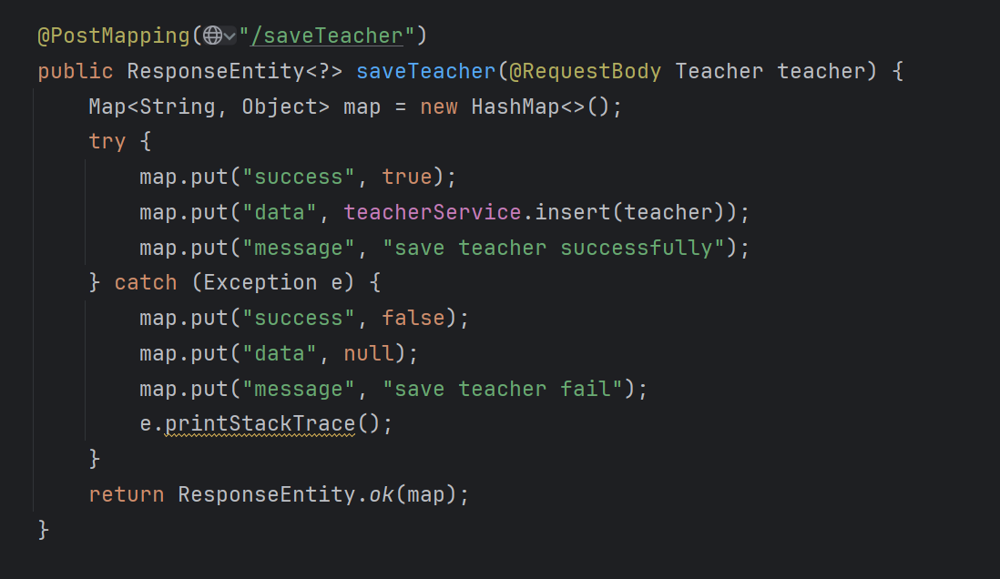 @PostMapping("/saveTeacher")
public ResponseEntity<?> saveTeacher(@RequestBody Teacher teacher) {
    Map<String, Object> map = new HashMap<>();
    try {
        map.put("success", true);
        map.put("data", teacherService.insert(teacher));
        map.put("message", "save teacher successfully");
    } catch (Exception e) {
        map.put("success", false);
        map.put("data", null);
        map.put("message", "save teacher fail");
        e.printStackTrace();
    }
    return ResponseEntity.ok(map);
}